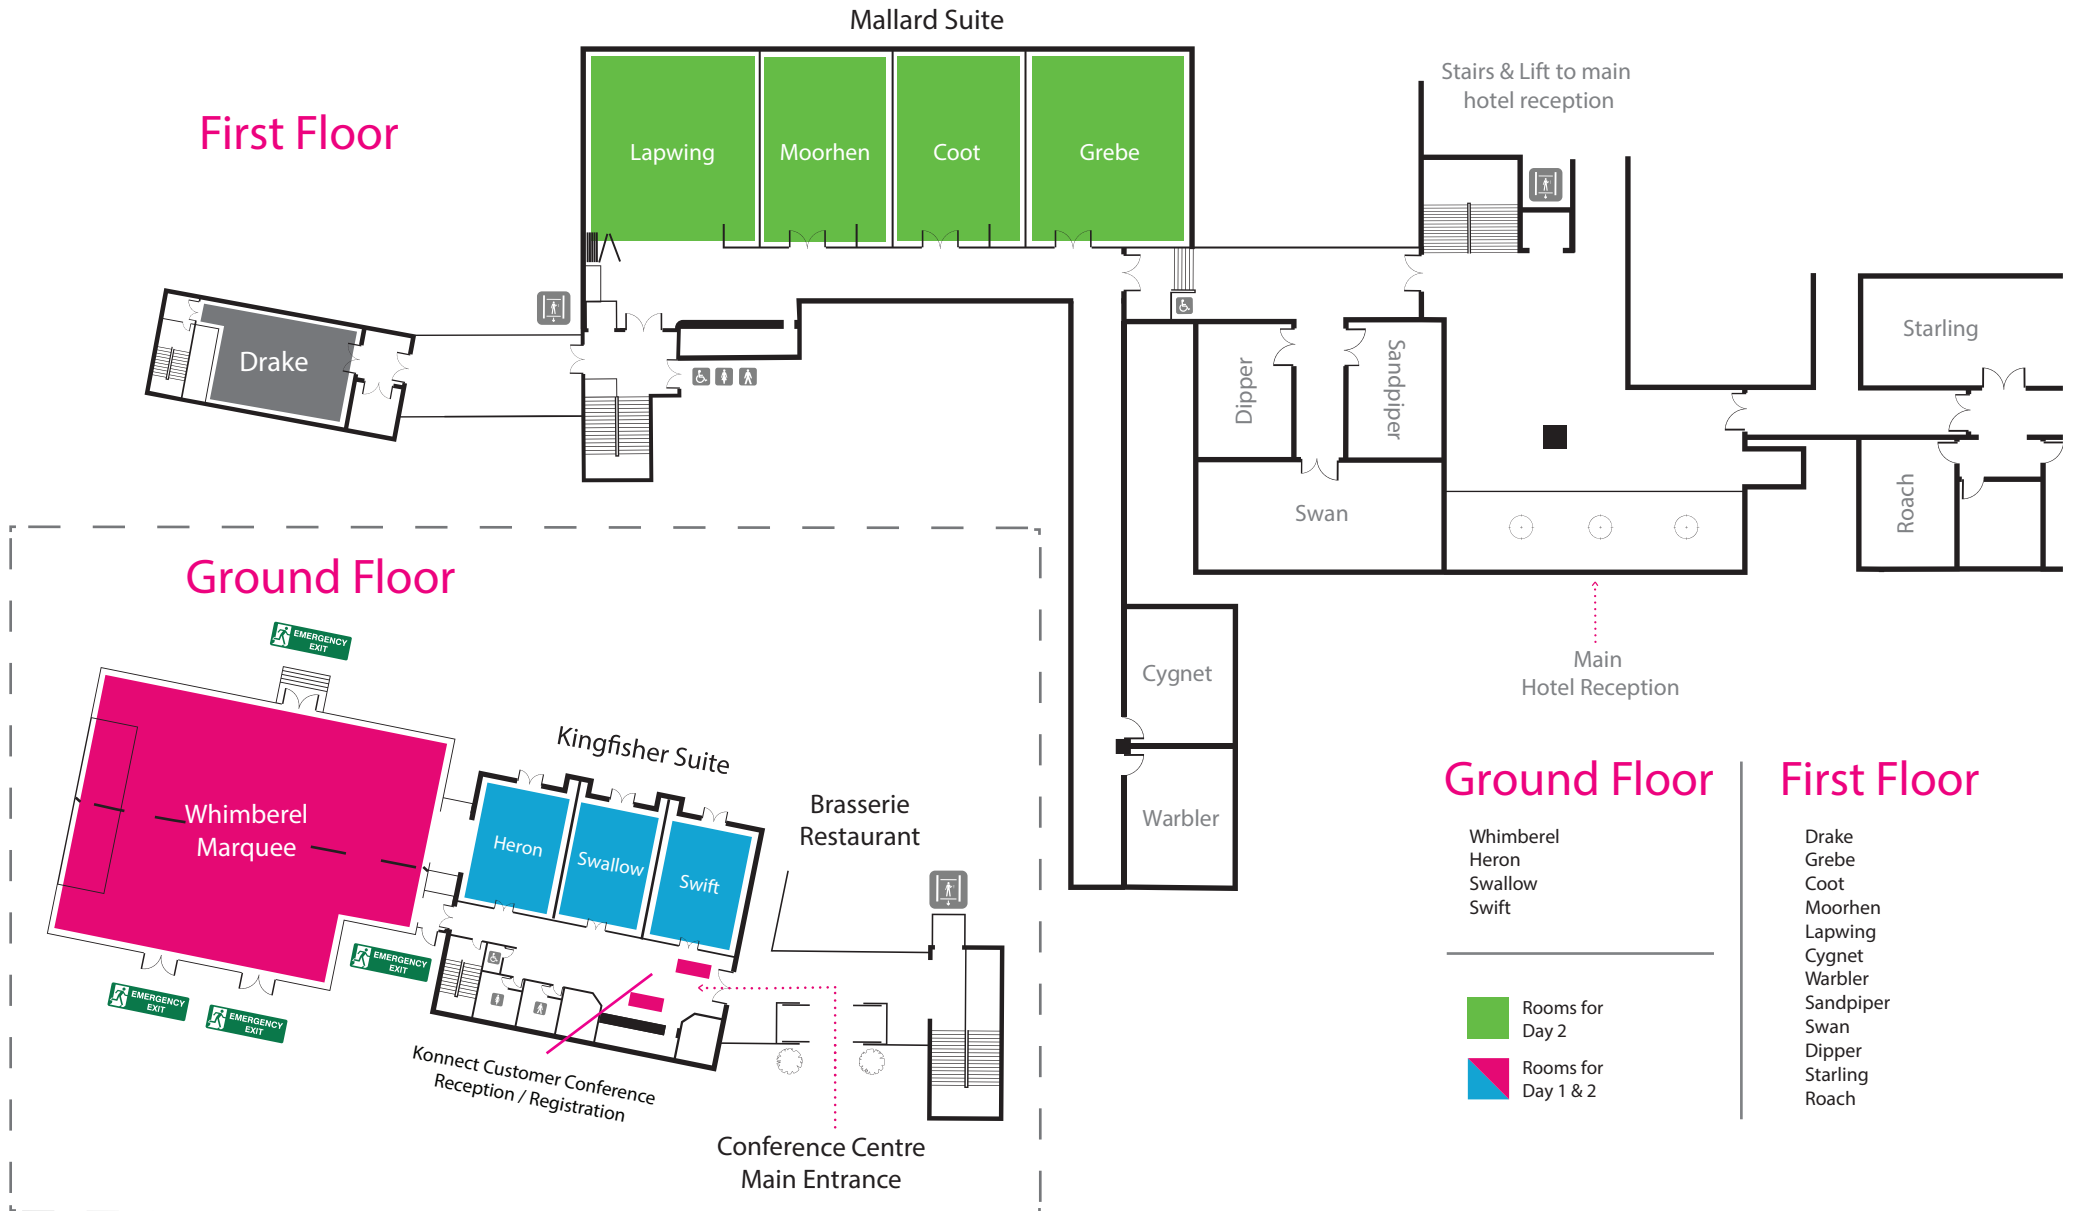 Mallard Suite
First Floor
Lapwing
Moorhen
Coot
Grebe
Stairs & Lift to main
hotel reception
Drake
Dipper
Sandpiper
Swan
Starling
Roach
Main
Hotel Reception
Cygnet
Warbler
Ground Floor
EMERGENCY
EXIT
Whimberel
Marquee
Kingfisher Suite
Heron
Swallow
Swift
Brasserie
Restaurant
EMERGENCY
EXIT
EMERGENCY
EXIT
EMERGENCY
EXIT
Konnect Customer Conference
Reception / Registration
Conference Centre
Main Entrance
Ground Floor
Whimberel
Heron
Swallow
Swift
Rooms for
Day 2
Rooms for
Day 1 & 2
First Floor
Drake
Grebe
Coot
Moorhen
Lapwing
Cygnet
Warbler
Sandpiper
Swan
Dipper
Starling
Roach